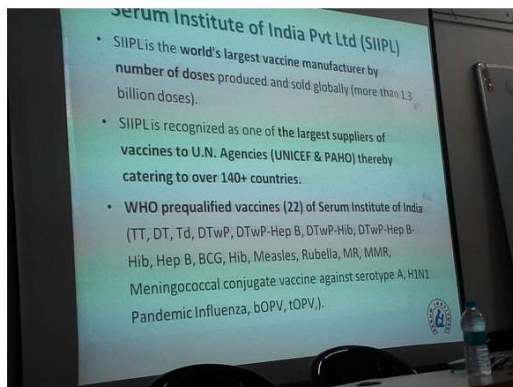 Serum Institute of India Pvt Ltd (SIIPL)
• SIIPL is the world's largest vaccine manufacturer by
number of doses produced and sold globally (more than 1.3
billion doses).
• SIIPL is recognized as one of the largest suppliers of
vaccines to U.N. Agencies (UNICEF & PAHO) thereby
catering to over 140+ countries.
• WHO prequalified vaccines (22) of Serum Institute of India
(TT, DT, Td, DTwP, DTwP-Hep B, DTwP-Hib, DTwP-Hep B-
Hib, Hep B, BCG, Hib, Measles, Rubella, MR, MMR,
Meningococcal conjugate vaccine against serotype A, H1N1
Pandemic Influenza, bOPV, tOPV,).